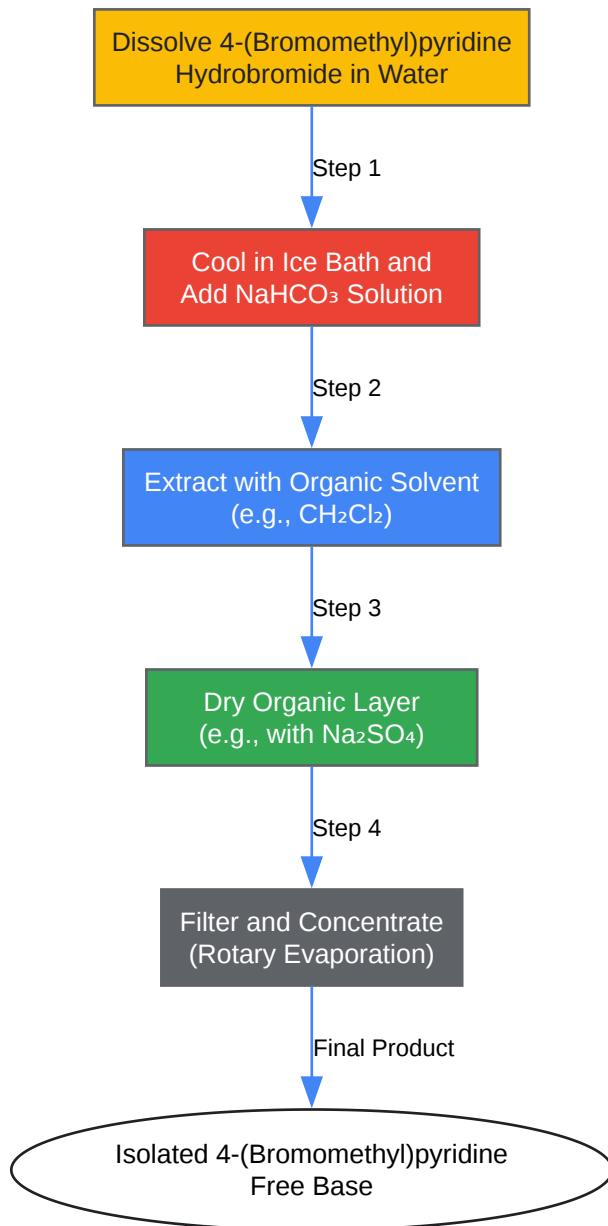 Dissolve 4-(Bromomethyl)pyridine
Hydrobromide in Water
Step 1
Cool in Ice Bath and
Add NaHCO₃ Solution
Step 2
Extract with Organic Solvent
(e.g., CH₂Cl₂)
Step 3
Dry Organic Layer
(e.g., with Na₂SO₄)
Step 4
Filter and Concentrate
(Rotary Evaporation)
Final Product
Isolated 4-(Bromomethyl)pyridine
Free Base